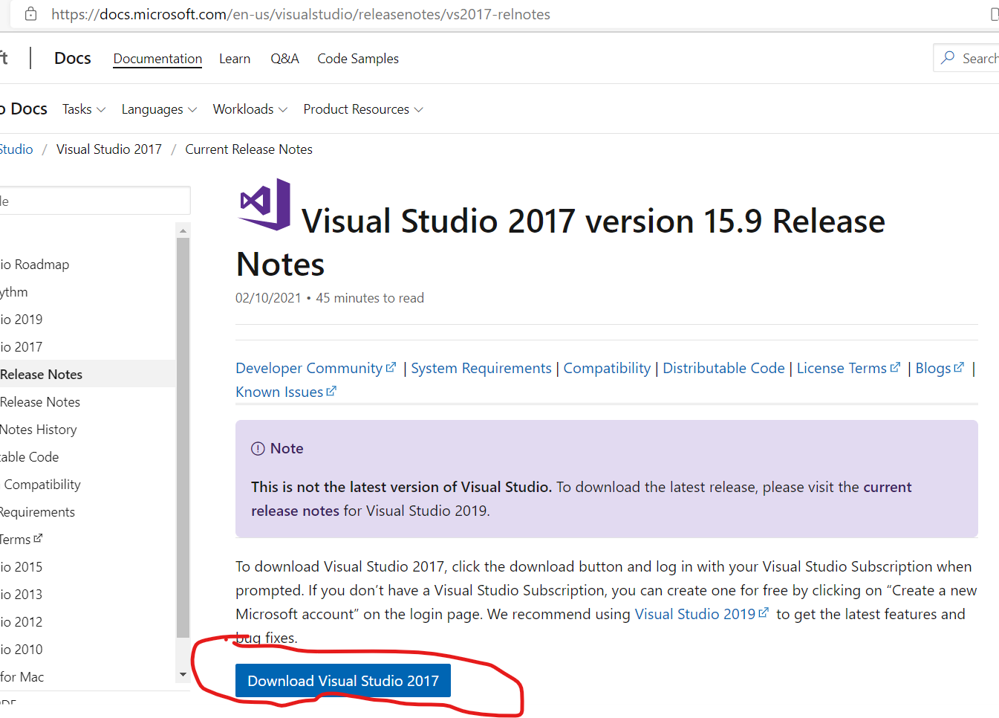 https://docs.microsoft.com/en-us/visualstudio/releasenotes/vs2017-relnotes
ft | Docs Documentation Learn Q&A Code Samples Search
o Docs Tasks Languages Workloads Product Resources
Studio / Visual Studio 2017 / Current Release Notes
le
Visual Studio 2017 version 15.9 Release
Notes
02/10/2021 • 45 minutes to read
io Roadmap
ythm
io 2019
io 2017
Release Notes
Release Notes
Notes History
table Code
Compatibility
Requirements
Terms
io 2015
io 2013
io 2012
io 2010
for Mac
Developer Community | System Requirements | Compatibility | Distributable Code | License Terms | Blogs |
Known Issues
Note
This is not the latest version of Visual Studio. To download the latest release, please visit the current
release notes for Visual Studio 2019.
To download Visual Studio 2017, click the download button and log in with your Visual Studio Subscription when
prompted. If you don’t have a Visual Studio Subscription, you can create one for free by clicking on “Create a new
Microsoft account” on the login page. We recommend using Visual Studio 2019 to get the latest features and
bug fixes.
Download Visual Studio 2017